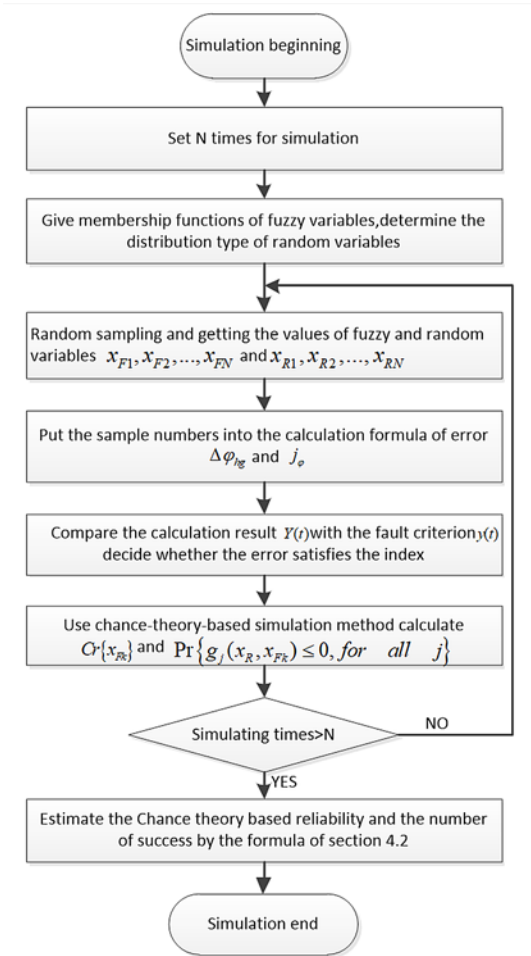 Simulation beginning
Set N times for simulation
Give membership functions of fuzzy variables,determine the
distribution type of random variables
Random sampling and getting the values of fuzzy and random
variables x_{F1},x_{F2},...,x_{FN} and x_{R1},x_{R2},...,x_{RN}
Put the sample numbers into the calculation formula of error
Δφ_{hg} and j_φ
Compare the calculation result Y(t)with the fault criterion y(t)
decide whether the error satisfies the index
Use chance-theory-based simulation method calculate
Cr{x_{Fk}} and Pr{g_j(x_R,x_{Fk})≤0,for all j}
Simulating times>N
NO
YES
Estimate the Chance theory based reliability and the number
of success by the formula of section 4.2
Simulation end